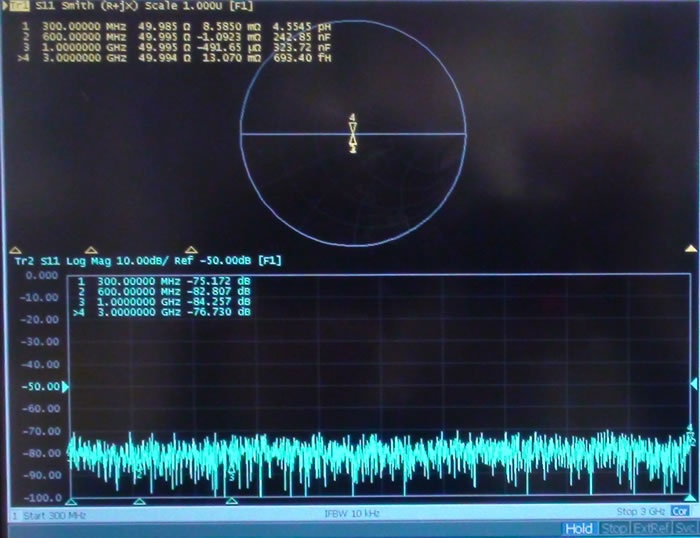 Tr1 S11 Smith (R+jX) Scale 1.000U [F1]
1 300.00000 MHz 49.985 Ω 8.5850 mΩ 4.5545 pH
2 600.00000 MHz 49.995 Ω -1.0923 mΩ 242.85 nF
3 1.0000000 GHz 49.995 Ω -491.65 µΩ 323.72 nF
>4 3.0000000 GHz 49.994 Ω 13.070 mΩ 693.40 fH
4
Tr2 S11 Log Mag 10.00dB/ Ref -50.00dB [F1]
0.000
1 300.00000 MHz -75.172 dB
-10.00
2 600.00000 MHz -82.807 dB
3 1.0000000 GHz -84.257 dB
-20.00
>4 3.0000000 GHz -76.730 dB
-30.00
-40.00
-50.00
-60.00
-70.00
4
-80.00
-90.00
2
3
-100.0
1 Start 300 MHz IFBW 10 kHz Stop 3 GHz Cor
Hold Stop ExtRef Svc